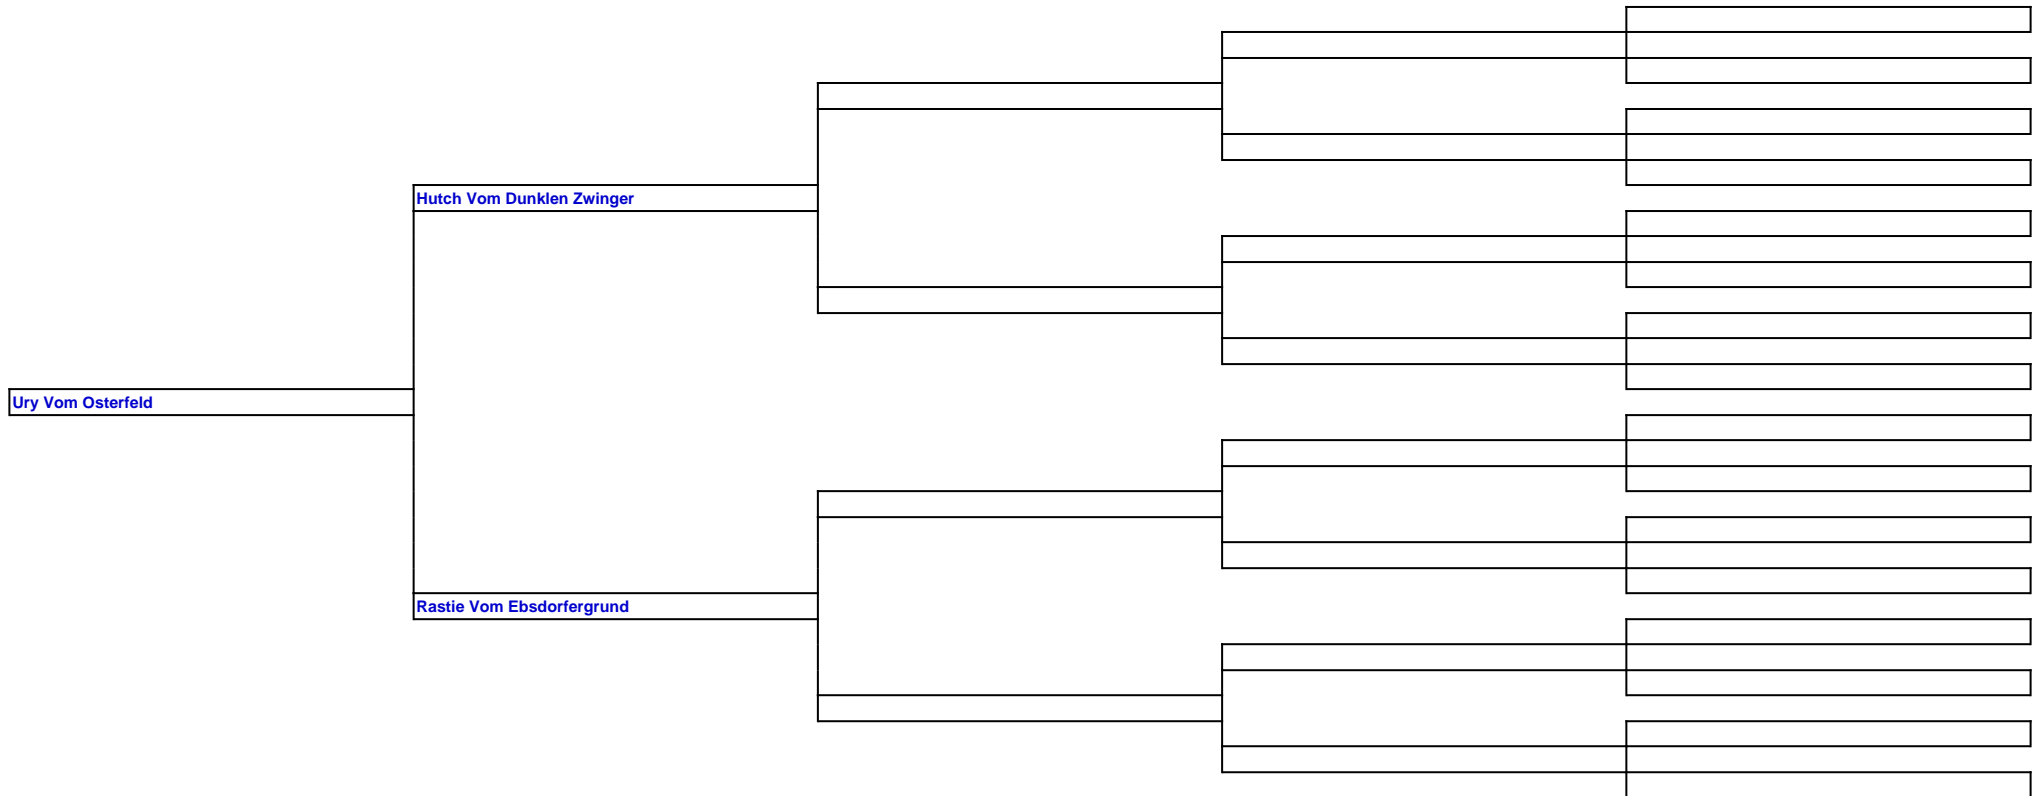 Hutch Vom Dunklen Zwinger
Ury Vom Osterfeld
Rastie Vom Ebsdorfergrund